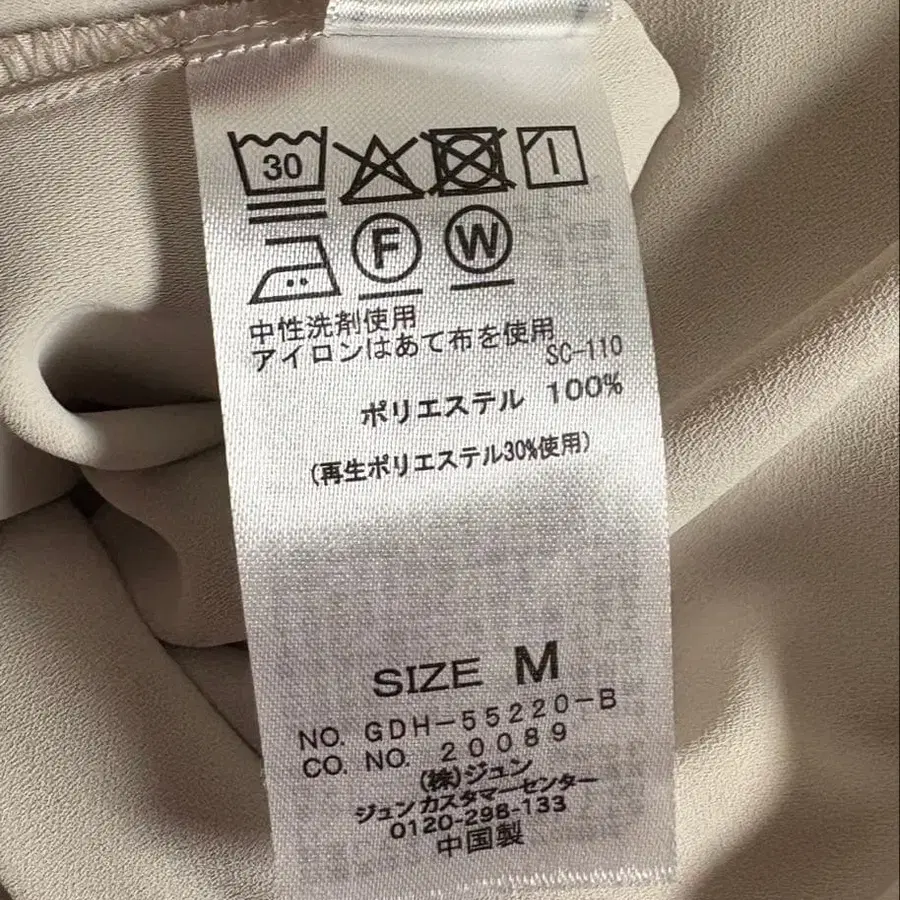 30
F W
中性洗剤使用
アイロンはあて布を使用
SC-110
ポリエステル 100%
(再生ポリエステル30%使用)
SIZE M
NO. GDH-55220-B
CO. NO. 20089
(株)ジュン
ジュンカスタマーセンター
0120-298-133
中国製